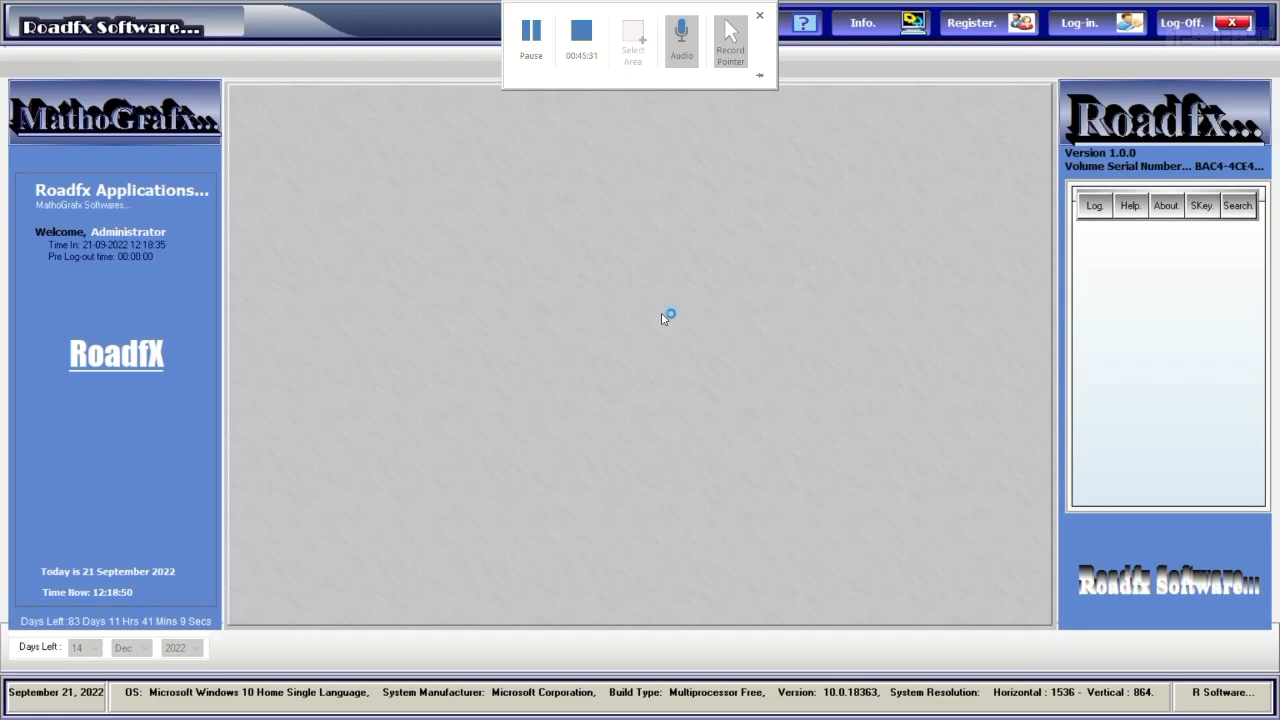 Roadfx Software...
Pause
00:45:31
Select
Area
Audio
Record
Pointer
?
Info.
Register.
Log-in.
Log-Off.
X
MathoGrafx...
Roadfx Applications...
MathoGrafx Softwares...
Welcome, Administrator
Time In: 21-09-2022 12:18:35
Pre Log-out time: 00:00:00
RoadfX
Today is 21 September 2022
Time Now: 12:18:50
Days Left :83 Days 11 Hrs 41 Mins 9 Secs
Days Left : 14 Dec 2022
Roadfx...
Version 1.0.0
Volume Serial Number... BAC4-4CE4...
Log. Help. About. SKey. Search.
Roadfx Software...
September 21, 2022 OS: Microsoft Windows 10 Home Single Language, System Manufacturer: Microsoft Corporation, Build Type: Multiprocessor Free, Version: 10.0.18363, System Resolution: Horizontal : 1536 - Vertical : 864. R Software...